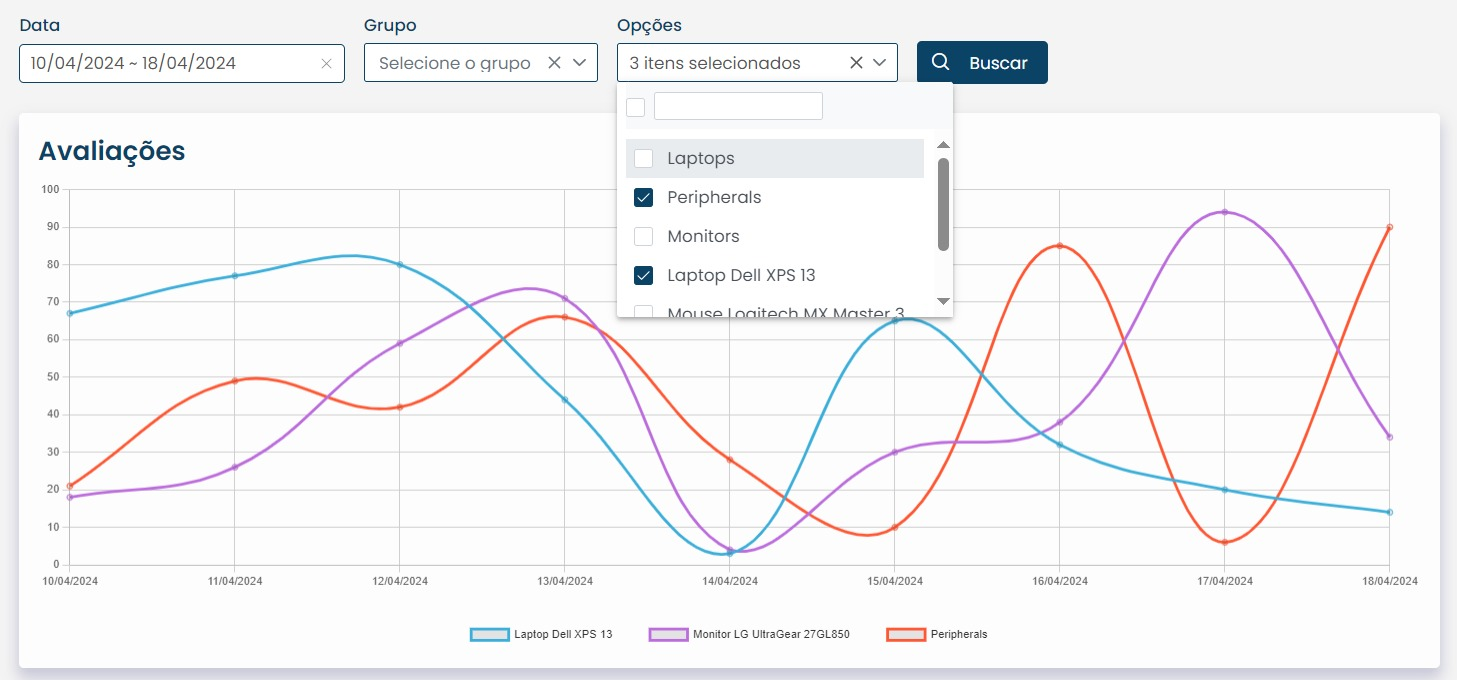 Data
Grupo
Opções
10/04/2024 ~ 18/04/2024
Selecione o grupo
3 itens selecionados
Buscar
Laptops
Peripherals
Monitors
Laptop Dell XPS 13
Mouse Logitech MX Master 3
Avaliações
100
90
80
70
60
50
40
30
20
10
0
10/04/2024
11/04/2024
12/04/2024
13/04/2024
14/04/2024
15/04/2024
16/04/2024
17/04/2024
18/04/2024
Laptop Dell XPS 13
Monitor LG UltraGear 27GL850
Peripherals